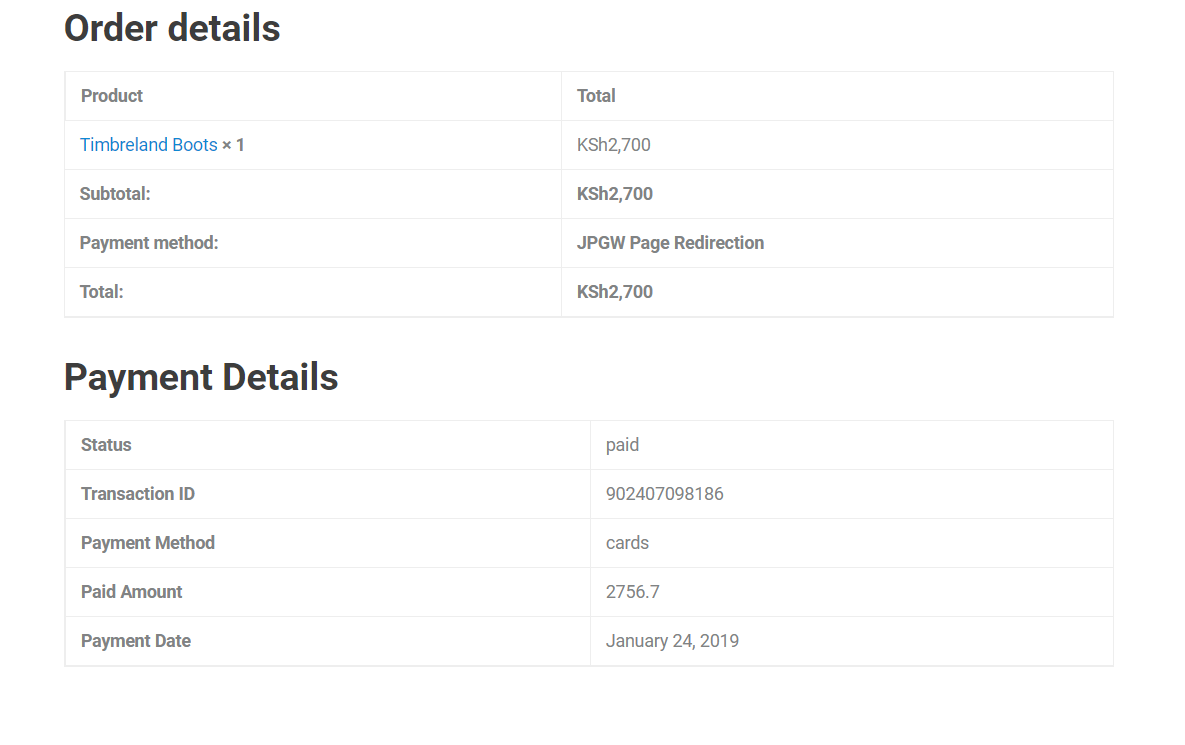 Order details
Product Total
Timbreland Boots × 1 KSh2,700
Subtotal: KSh2,700
Payment method: JPGW Page Redirection
Total: KSh2,700
Payment Details
Status paid
Transaction ID 902407098186
Payment Method cards
Paid Amount 2756.7
Payment Date January 24, 2019